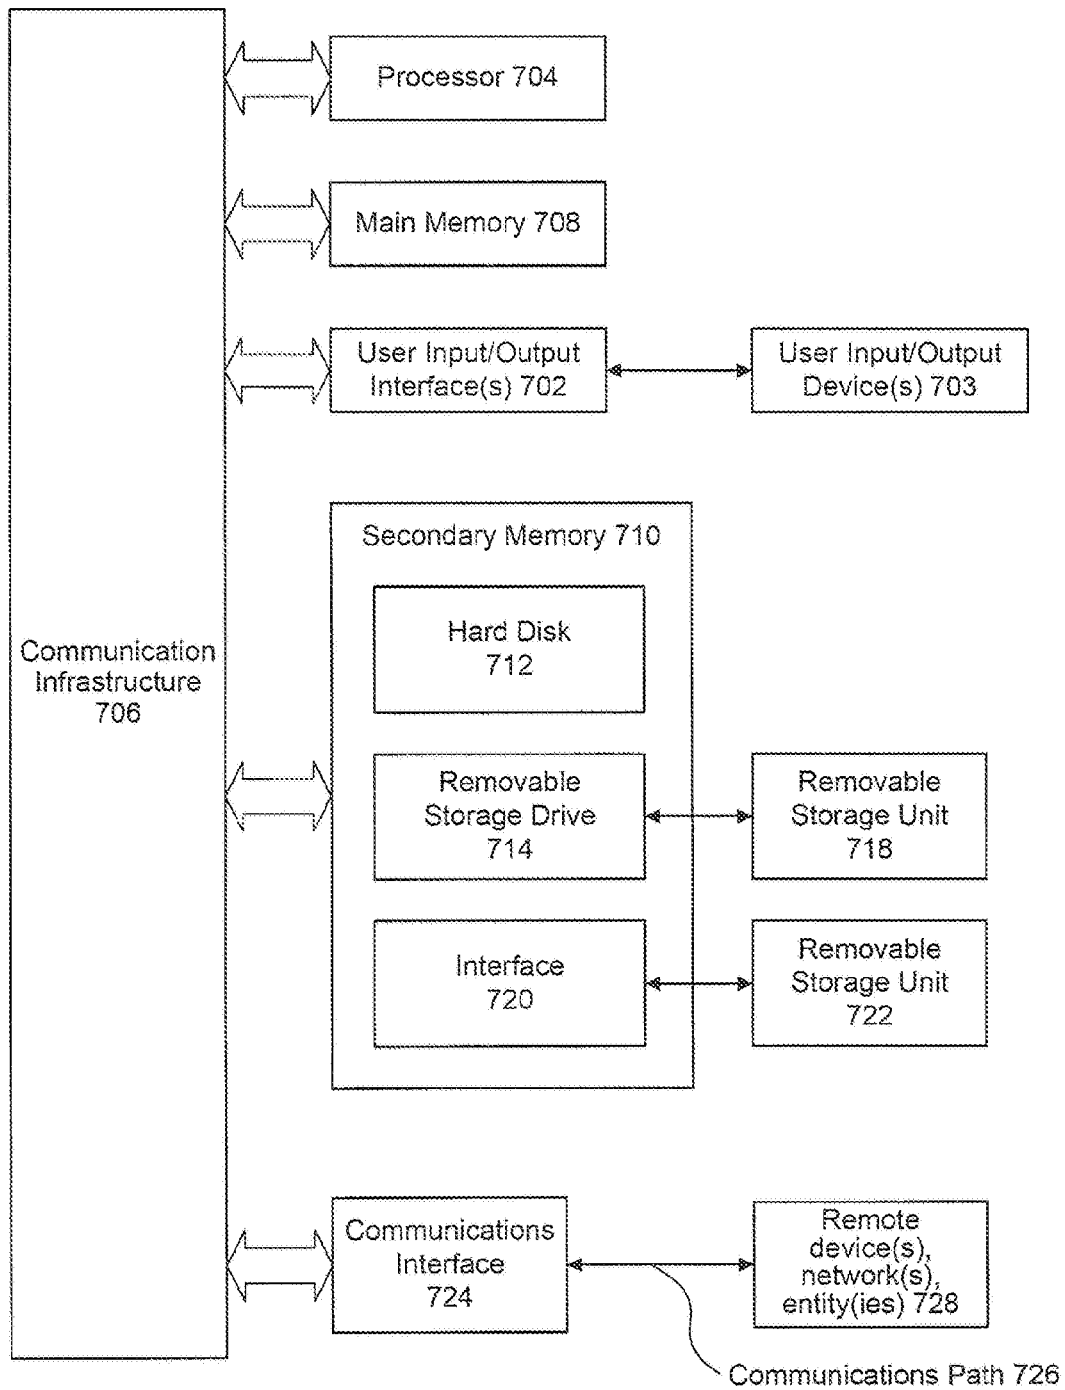 Processor 704
Main Memory 708
User Input/Output
Interface(s) 702
User Input/Output
Device(s) 703
Secondary Memory 710
Hard Disk
712
Communication
Infrastructure
706
Removable
Storage Drive
714
Removable
Storage Unit
718
Interface
720
Removable
Storage Unit
722
Communications
Interface
724
Remote
device(s),
network(s),
entity(ies) 728
Communications Path 726